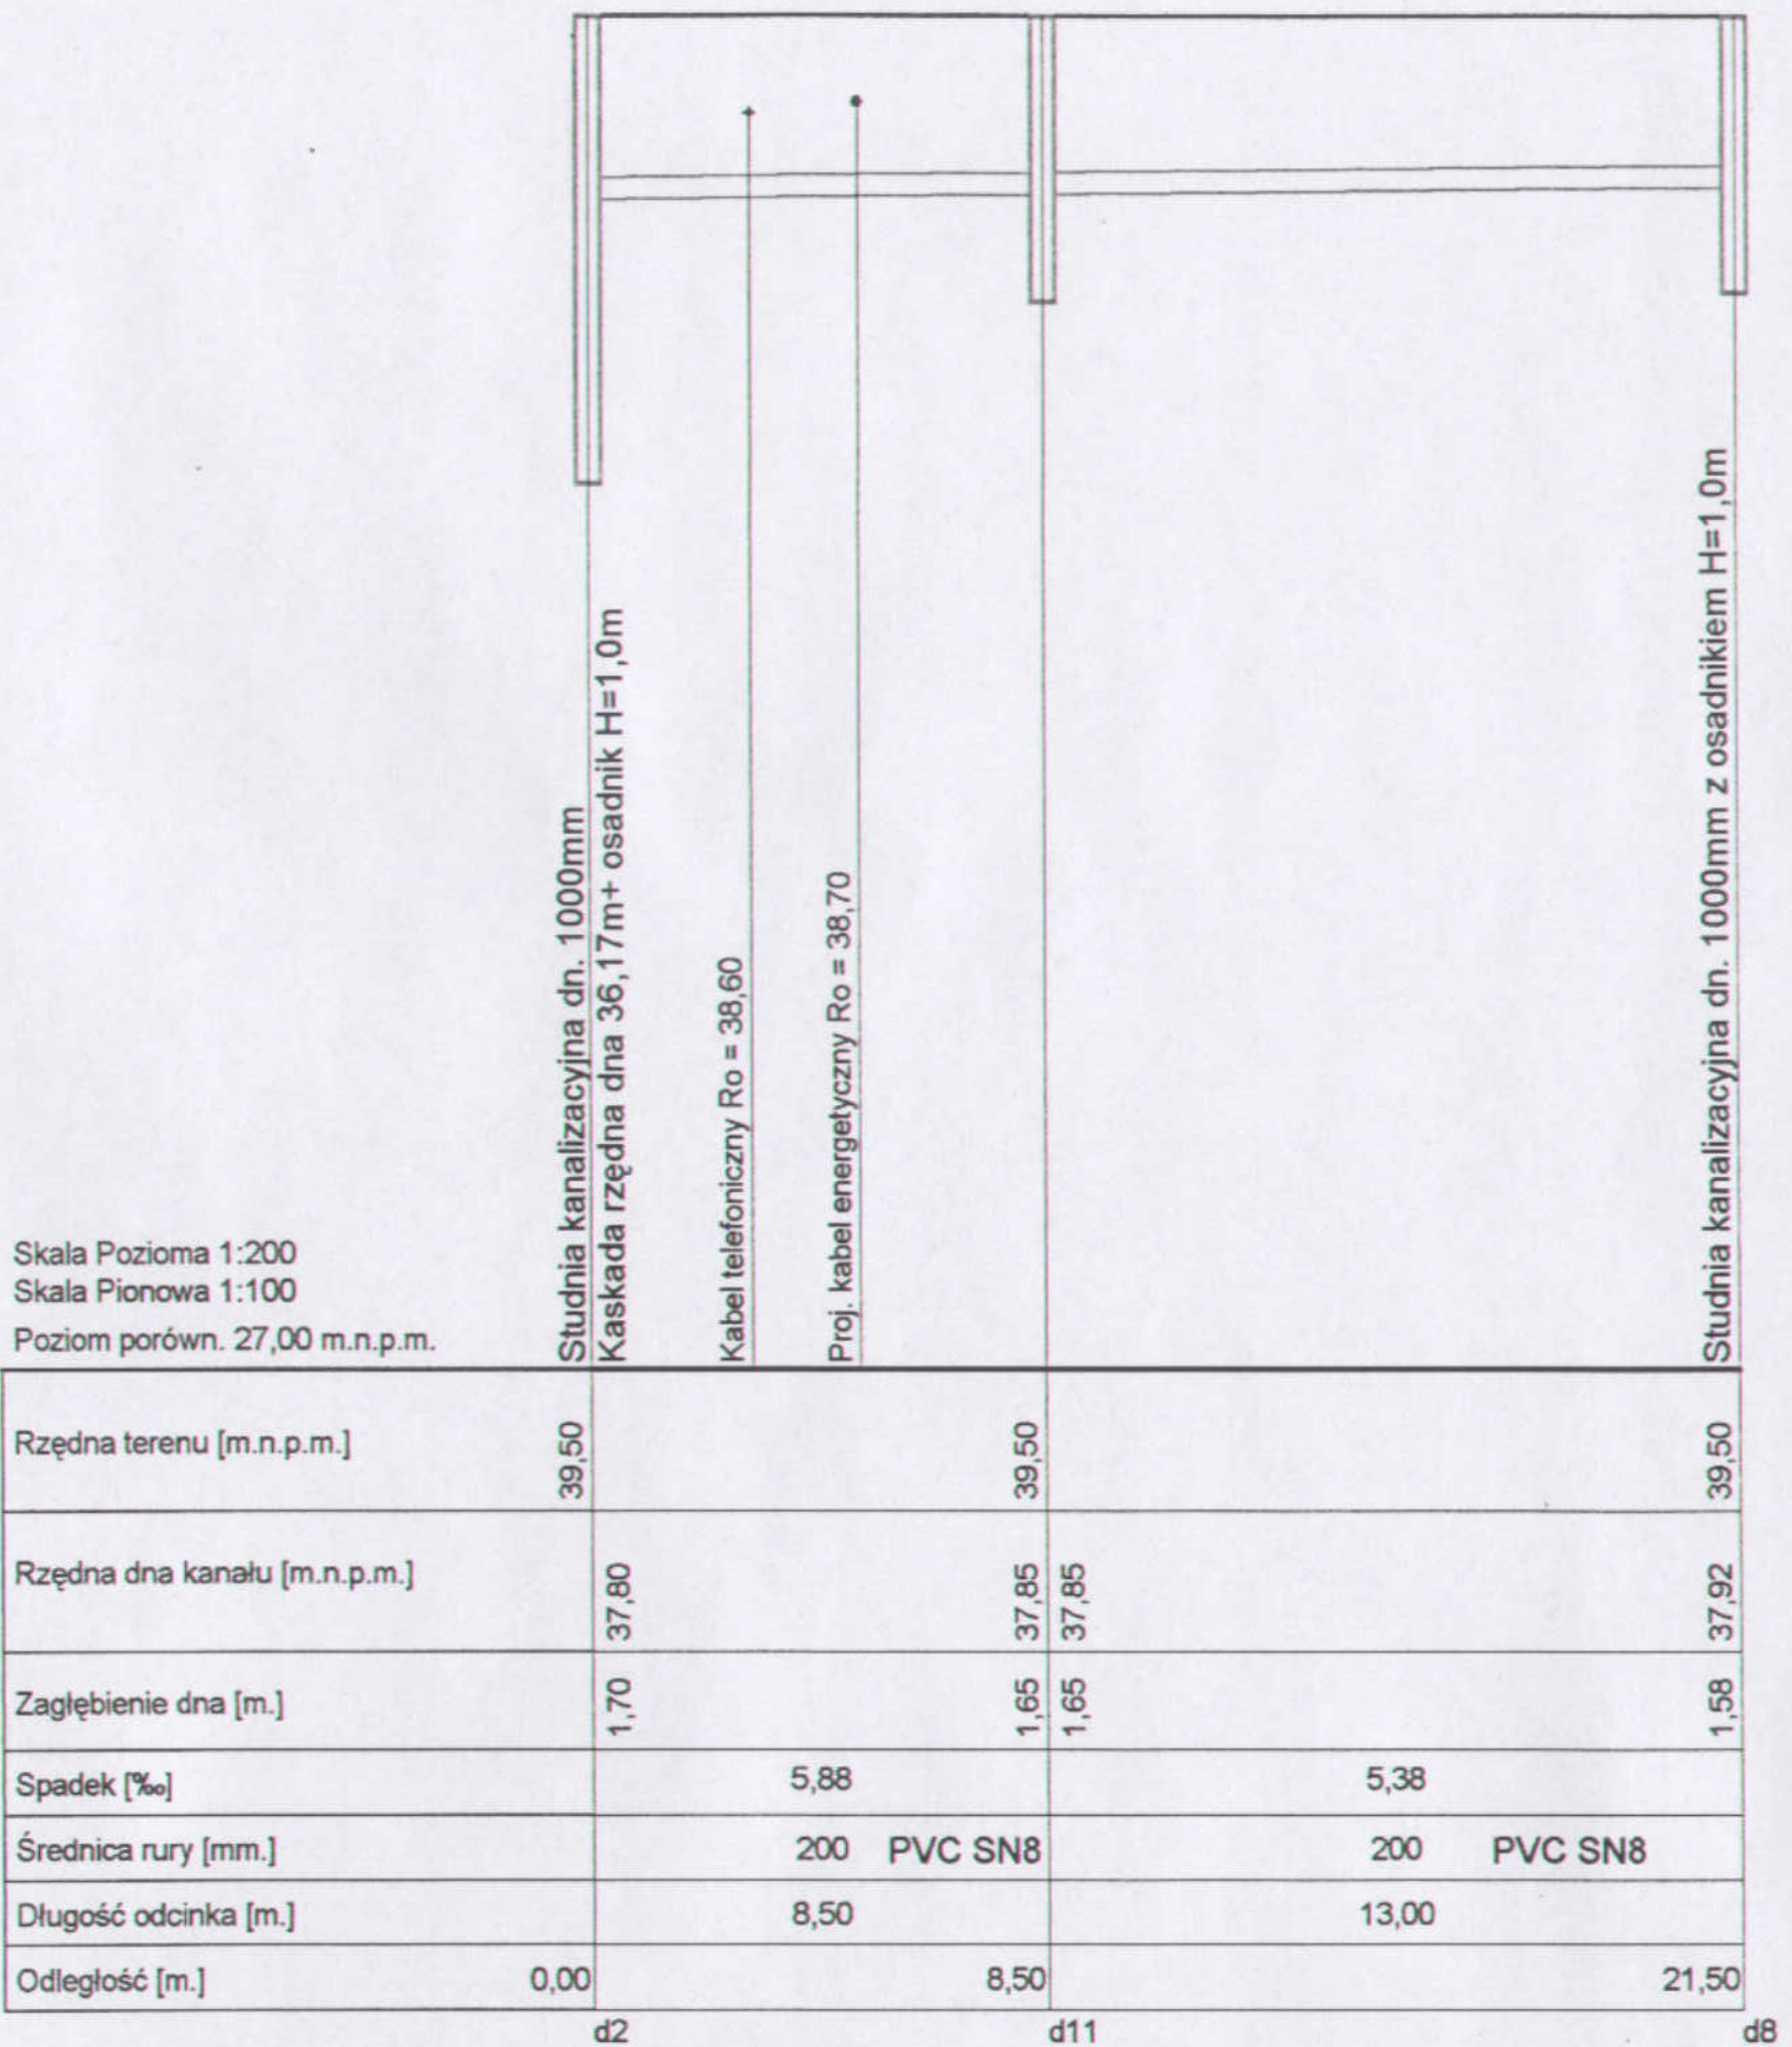 Studnia kanalizacyjna dn. 1000mm
Kaskada rzędna dna 36,17m+ osadnik H=1,0m
Kabel telefoniczny Ro = 38,60
Proj. kabel energetyczny Ro = 38,70
Studnia kanalizacyjna dn. 1000mm z osadnikiem H=1,0m
Skala Pozioma 1:200
Skala Pionowa 1:100
Poziom porówn. 27,00 m.n.p.m.
Rzędna terenu [m.n.p.m.] 39,50 39,50 39,50
Rzędna dna kanału [m.n.p.m.] 37,80 37,85 37,85 37,92
Zagłębienie dna [m.] 1,70 1,65 1,65 1,58
Spadek [‰] 5,88 5,38
Średnica rury [mm.] 200 PVC SN8 200 PVC SN8
Długość odcinka [m.] 8,50 13,00
Odległość [m.] 0,00 8,50 21,50
d2 d11 d8